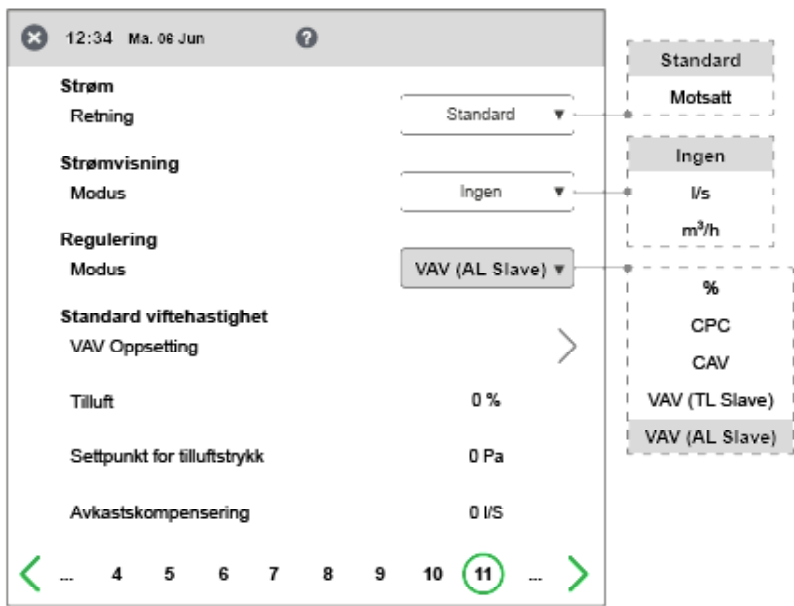 12:34 Ma. 06 Jun ?
Strøm
Retning Standard
Strømvisning
Modus Ingen
Regulering
Modus VAV (AL Slave)
Standard viftehastighet
VAV Oppsetting
Tilluft 0 %
Settpunkt for tilluftstrykk 0 Pa
Avkastskompensering 0 l/S
... 4 5 6 7 8 9 10 11 ...
Standard
Motsatt
Ingen
l/s
m³/h
%
CPC
CAV
VAV (TL Slave)
VAV (AL Slave)